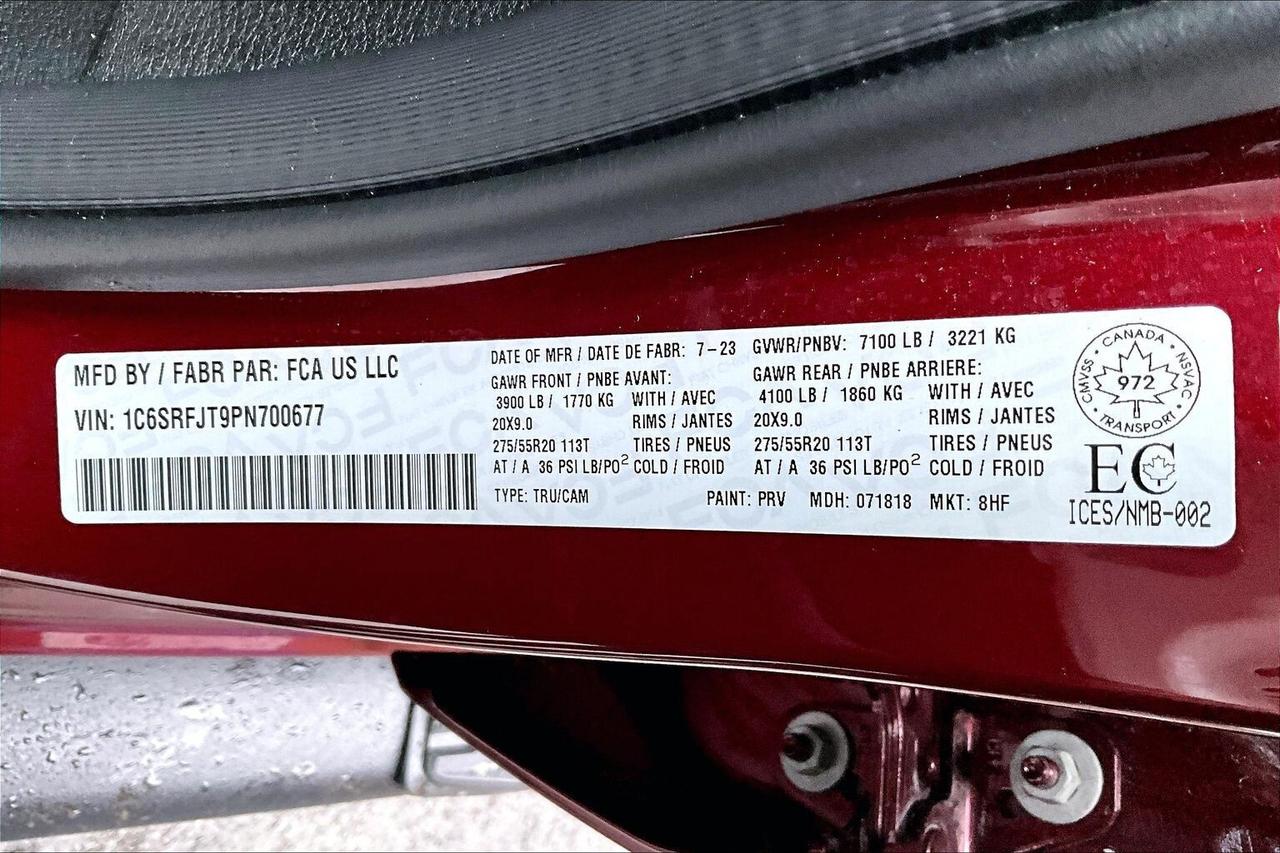 MFD BY / FABR PAR: FCA US LLC
VIN: 1C6SRFJT9PN700677
DATE OF MFR / DATE DE FABR: 7-23
GAWR FRONT / PNBE AVANT:
3900 LB / 1770 KG WITH / AVEC
20X9.0 RIMS / JANTES
275/55R20 113T TIRES / PNEUS
AT / A 36 PSI LB/PO² COLD / FROID
GVWR/PNBV: 7100 LB / 3221 KG
GAWR REAR / PNBE ARRIERE:
4100 LB / 1860 KG WITH / AVEC
20X9.0 RIMS / JANTES
275/55R20 113T TIRES / PNEUS
AT / A 36 PSI LB/PO² COLD / FROID
TYPE: TRU/CAM PAINT: PRV MDH: 071818 MKT: 8HF
CANADA
CMVSS 972 NSVAC
TRANSPORT
EC
ICES/NMB-002